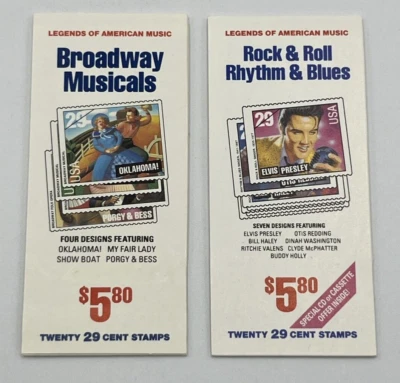 LEGENDS OF AMERICAN MUSIC
Broadway
Musicals
29
USA
OKLAHOMA!
PORGY & BESS
FOUR DESIGNS FEATURING
OKLAHOMA! MY FAIR LADY
SHOW BOAT PORGY & BESS
$5 80
TWENTY 29 CENT STAMPS
LEGENDS OF AMERICAN MUSIC
Rock & Roll
Rhythm & Blues
29
USA
ELVIS PRESLEY
OTIS REDDING
SEVEN DESIGNS FEATURING
ELVIS PRESLEY OTIS REDDING
BILL HALEY DINAH WASHINGTON
RITCHIE VALENS CLYDE McPHATTER
BUDDY HOLLY
$5 80
SPECIAL CD OR CASSETTE
OFFER INSIDE!
TWENTY 29 CENT STAMPS